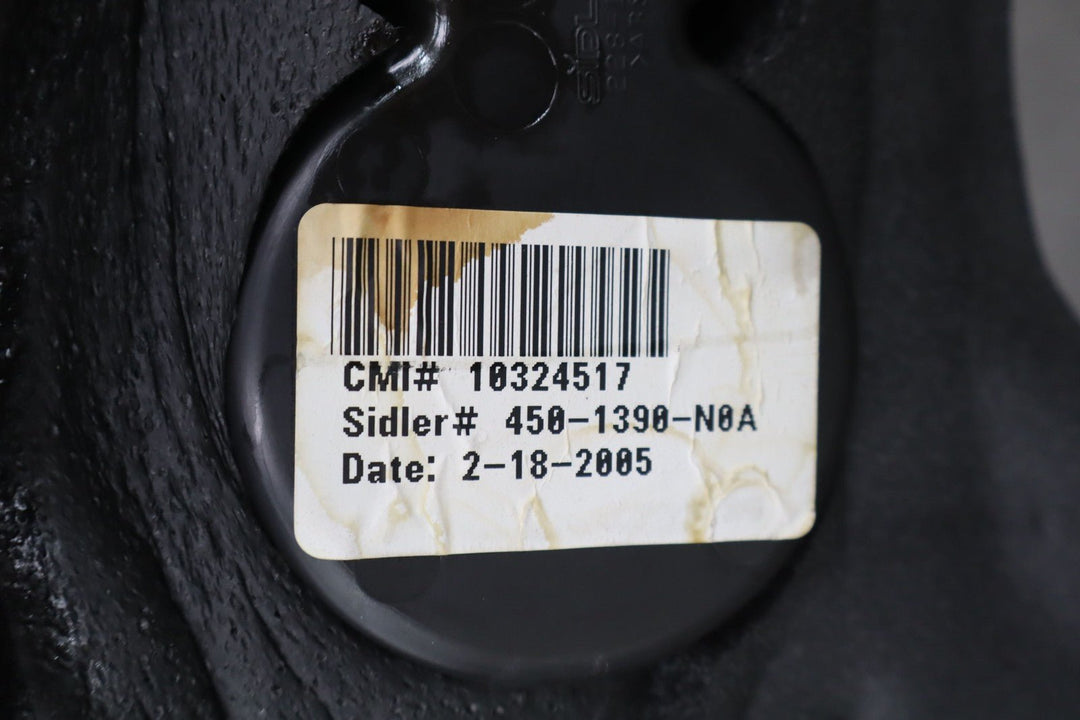 CMI# 10324517
Sidler# 450-1390-N0A
Date: 2-18-2005